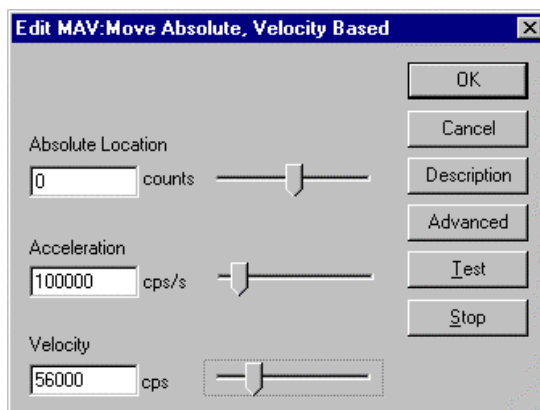 Edit MAV:Move Absolute, Velocity Based
OK
Cancel
Absolute Location
0 counts
Description
Advanced
Acceleration
100000 cps/s
Test
Stop
Velocity
56000 cps